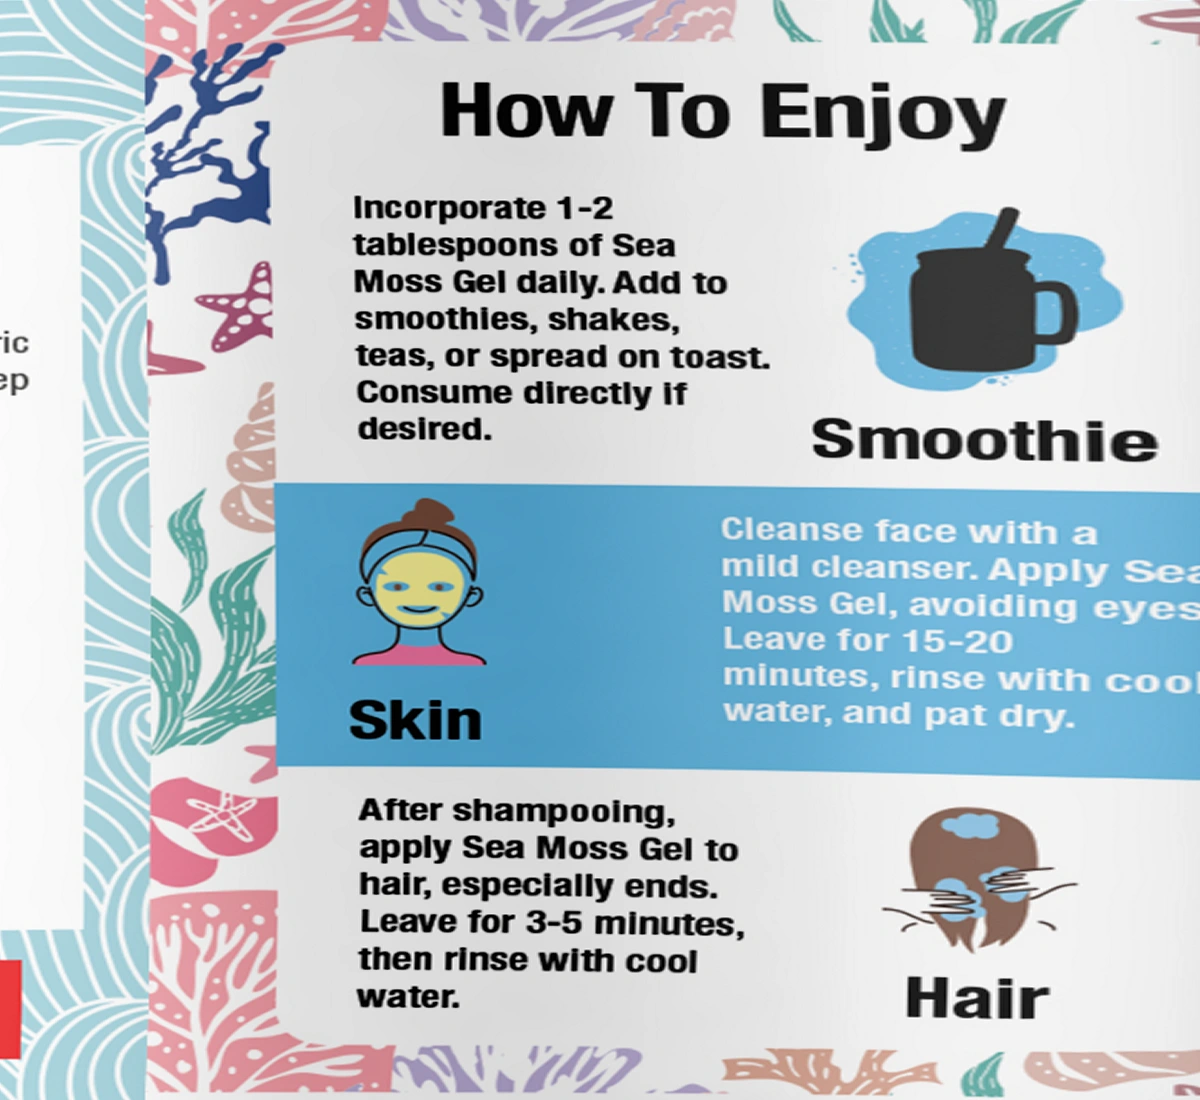 How To Enjoy
Incorporate 1-2
tablespoons of Sea
Moss Gel daily. Add to
smoothies, shakes,
teas, or spread on toast.
Consume directly if
desired.
Smoothie
Cleanse face with a
mild cleanser. Apply Sea
Moss Gel, avoiding eyes
Leave for 15-20
minutes, rinse with cool
water, and pat dry.
Skin
After shampooing,
apply Sea Moss Gel to
hair, especially ends.
Leave for 3-5 minutes,
then rinse with cool
water.
Hair